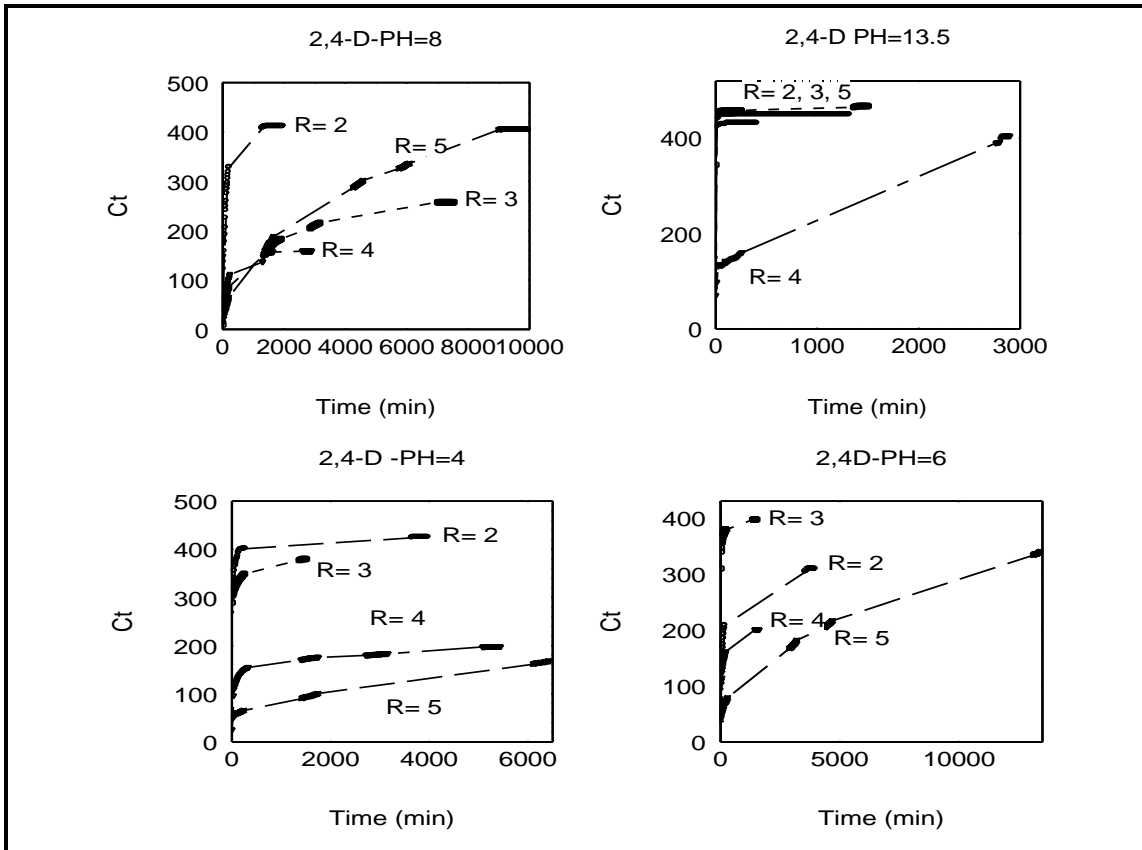 2,4-D-PH=8
500
400
300
200
100
0
Ct
R= 2
R= 5
R= 3
R= 4
0 2000 4000 6000 8000 10000
Time (min)
2,4-D PH=13.5
400
200
0
Ct
R= 2, 3, 5
R= 4
0 1000 2000 3000
Time (min)
2,4-D -PH=4
500
400
300
200
100
0
Ct
R= 2
R= 3
R= 4
R= 5
0 2000 4000 6000
Time (min)
2,4D-PH=6
400
300
200
100
0
Ct
R= 3
R= 2
R= 4
R= 5
0 5000 10000
Time (min)